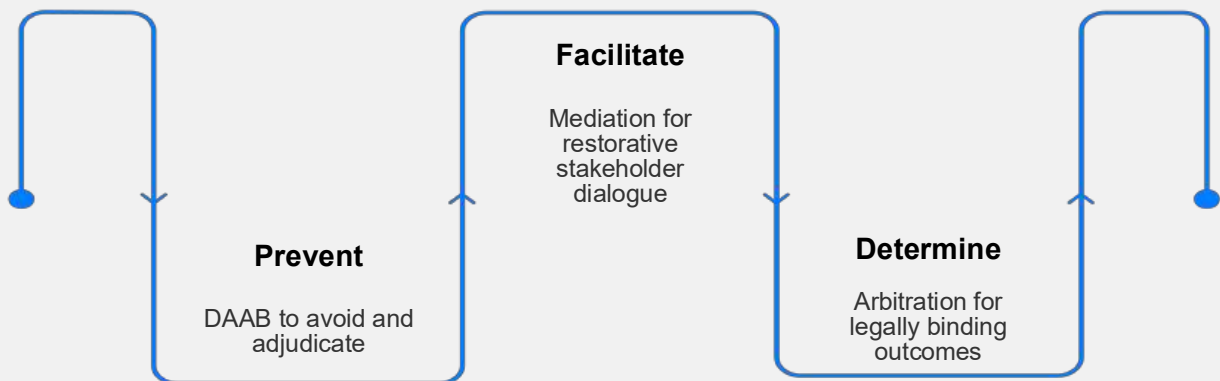 Prevent
DAAB to avoid and
adjudicate
Facilitate
Mediation for
restorative
stakeholder
dialogue
Determine
Arbitration for
legally binding
outcomes